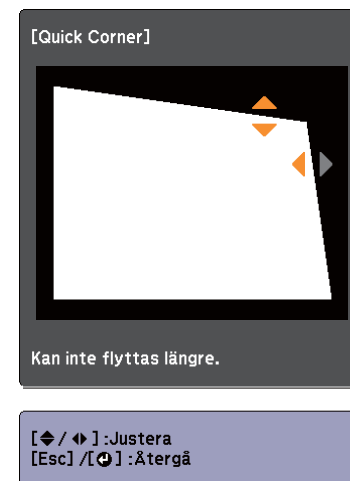 [Quick Corner]
Kan inte flyttas längre.
[◆/◆] :Justera
[Esc] /[↵] :Återgå